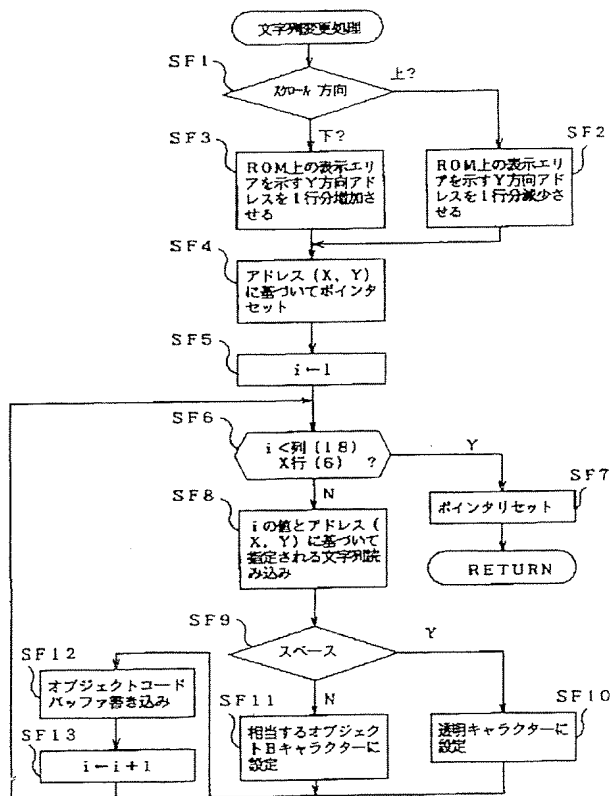 文字列変更処理
SF1
スクロール 方向
上?
下?
SF3
ROM上の表示エリ
アを示すY方向アド
レスを1行分増加さ
せる
SF2
ROM上の表示エリ
アを示すY方向アド
レスを1行分減少さ
せる
SF4
アドレス(X、Y)
に基づいてポインタ
セット
SF5
i←1
SF6
i<列(18)
X行(6) ?
Y
N
SF7
ポインタリセット
RETURN
SF8
iの値とアドレス(
X、Y)に基づいて
指定される文字列読
み込み
SF9
スペース
Y
N
SF10
透明キャラクターに
設定
SF11
相当するオブジェク
トBキャラクターに
設定
SF12
オブジェクトコード
バッファ書き込み
SF13
i←i+1